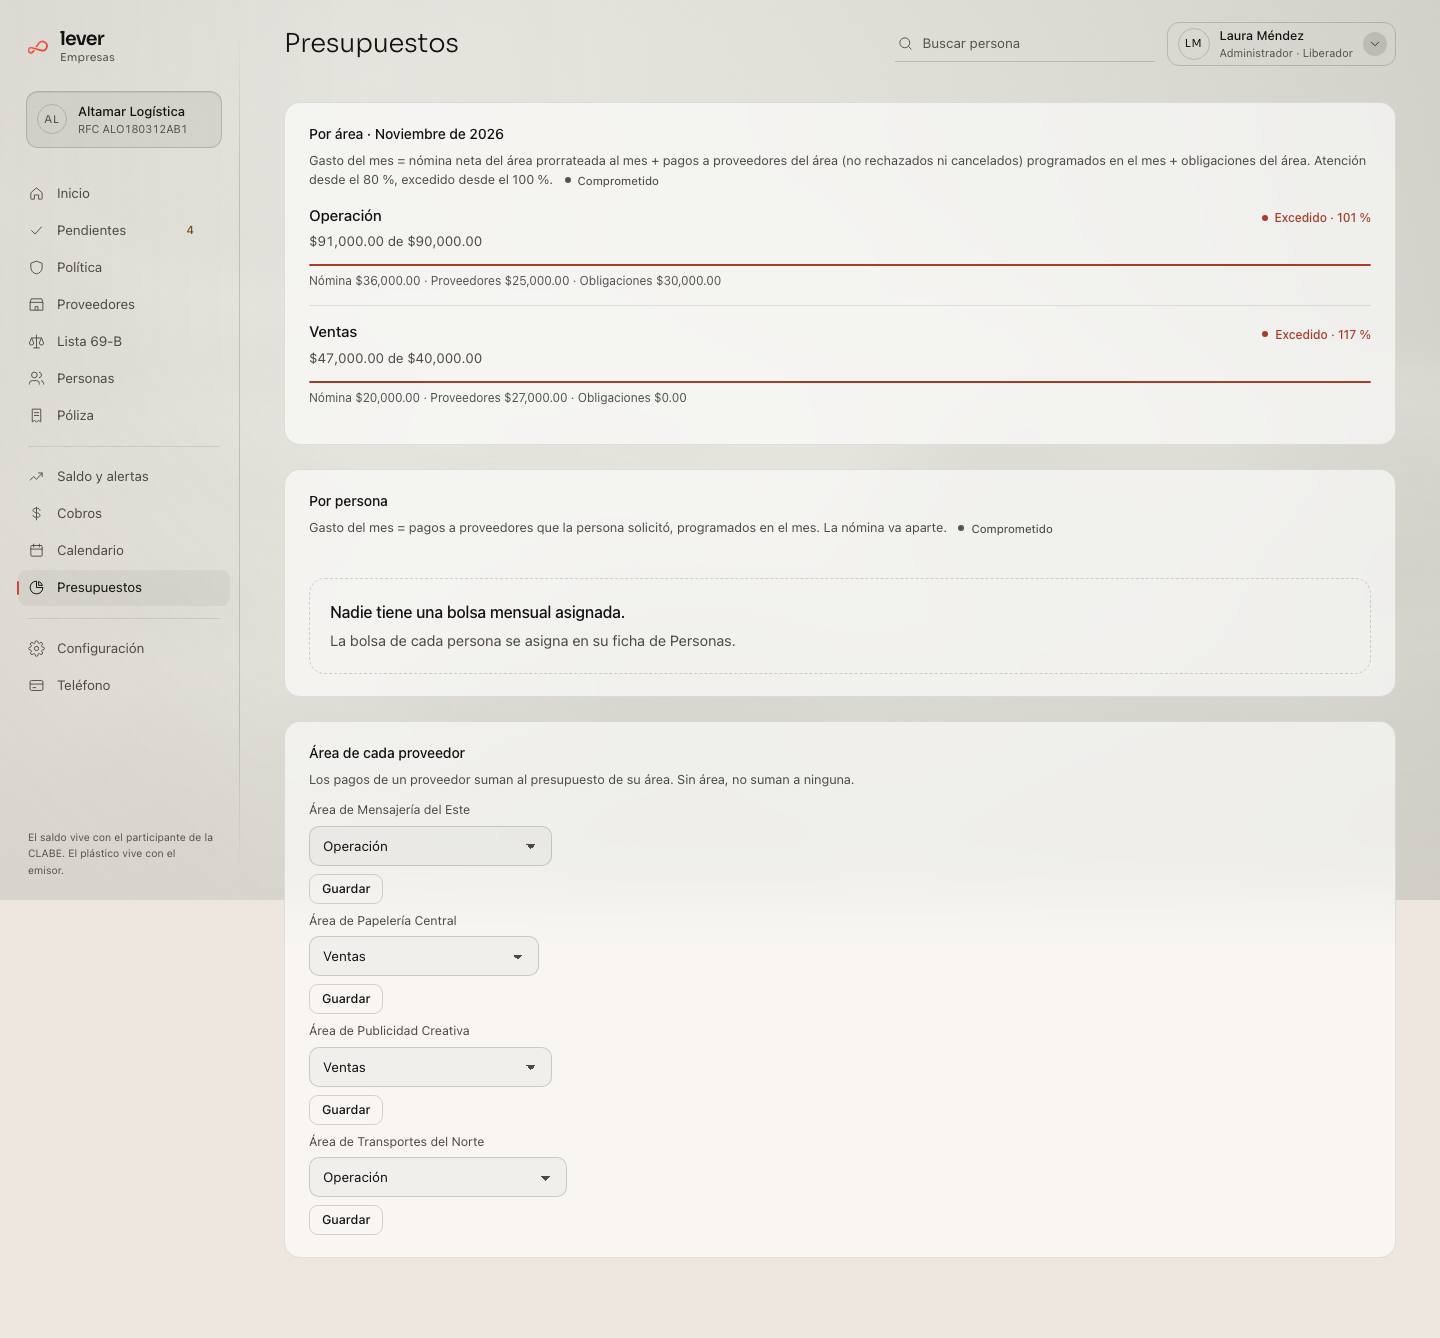 lever
Empresas
AL
Altamar Logística
RFC ALO180312AB1
Inicio
Pendientes 4
Política
Proveedores
Lista 69-B
Personas
Póliza
Saldo y alertas
Cobros
Calendario
Presupuestos
Configuración
Teléfono
El saldo vive con el participante de la
CLABE. El plástico vive con el
emisor.
Presupuestos
Buscar persona
LM
Laura Méndez
Administrador · Liberador
Por área · Noviembre de 2026
Gasto del mes = nómina neta del área prorrateada al mes + pagos a proveedores del área (no rechazados ni cancelados) programados en el mes + obligaciones del área. Atención
desde el 80 %, excedido desde el 100 %. Comprometido
Operación
Excedido · 101 %
$91,000.00 de $90,000.00
Nómina $36,000.00 · Proveedores $25,000.00 · Obligaciones $30,000.00
Ventas
Excedido · 117 %
$47,000.00 de $40,000.00
Nómina $20,000.00 · Proveedores $27,000.00 · Obligaciones $0.00
Por persona
Gasto del mes = pagos a proveedores que la persona solicitó, programados en el mes. La nómina va aparte. Comprometido
Nadie tiene una bolsa mensual asignada.
La bolsa de cada persona se asigna en su ficha de Personas.
Área de cada proveedor
Los pagos de un proveedor suman al presupuesto de su área. Sin área, no suman a ninguna.
Área de Mensajería del Este
Operación
Guardar
Área de Papelería Central
Ventas
Guardar
Área de Publicidad Creativa
Ventas
Guardar
Área de Transportes del Norte
Operación
Guardar